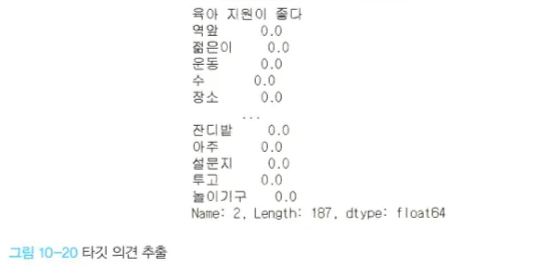 육아 지원이 좋다
역앞 0.0
젊은이 0.0
운동 0.0
수 0.0
장소 0.0
...
잔디밭 0.0
아주 0.0
설문지 0.0
투고 0.0
놀이기구 0.0
Name: 2, Length: 187, dtype: float64
그림 10-20 타깃 의견 추출